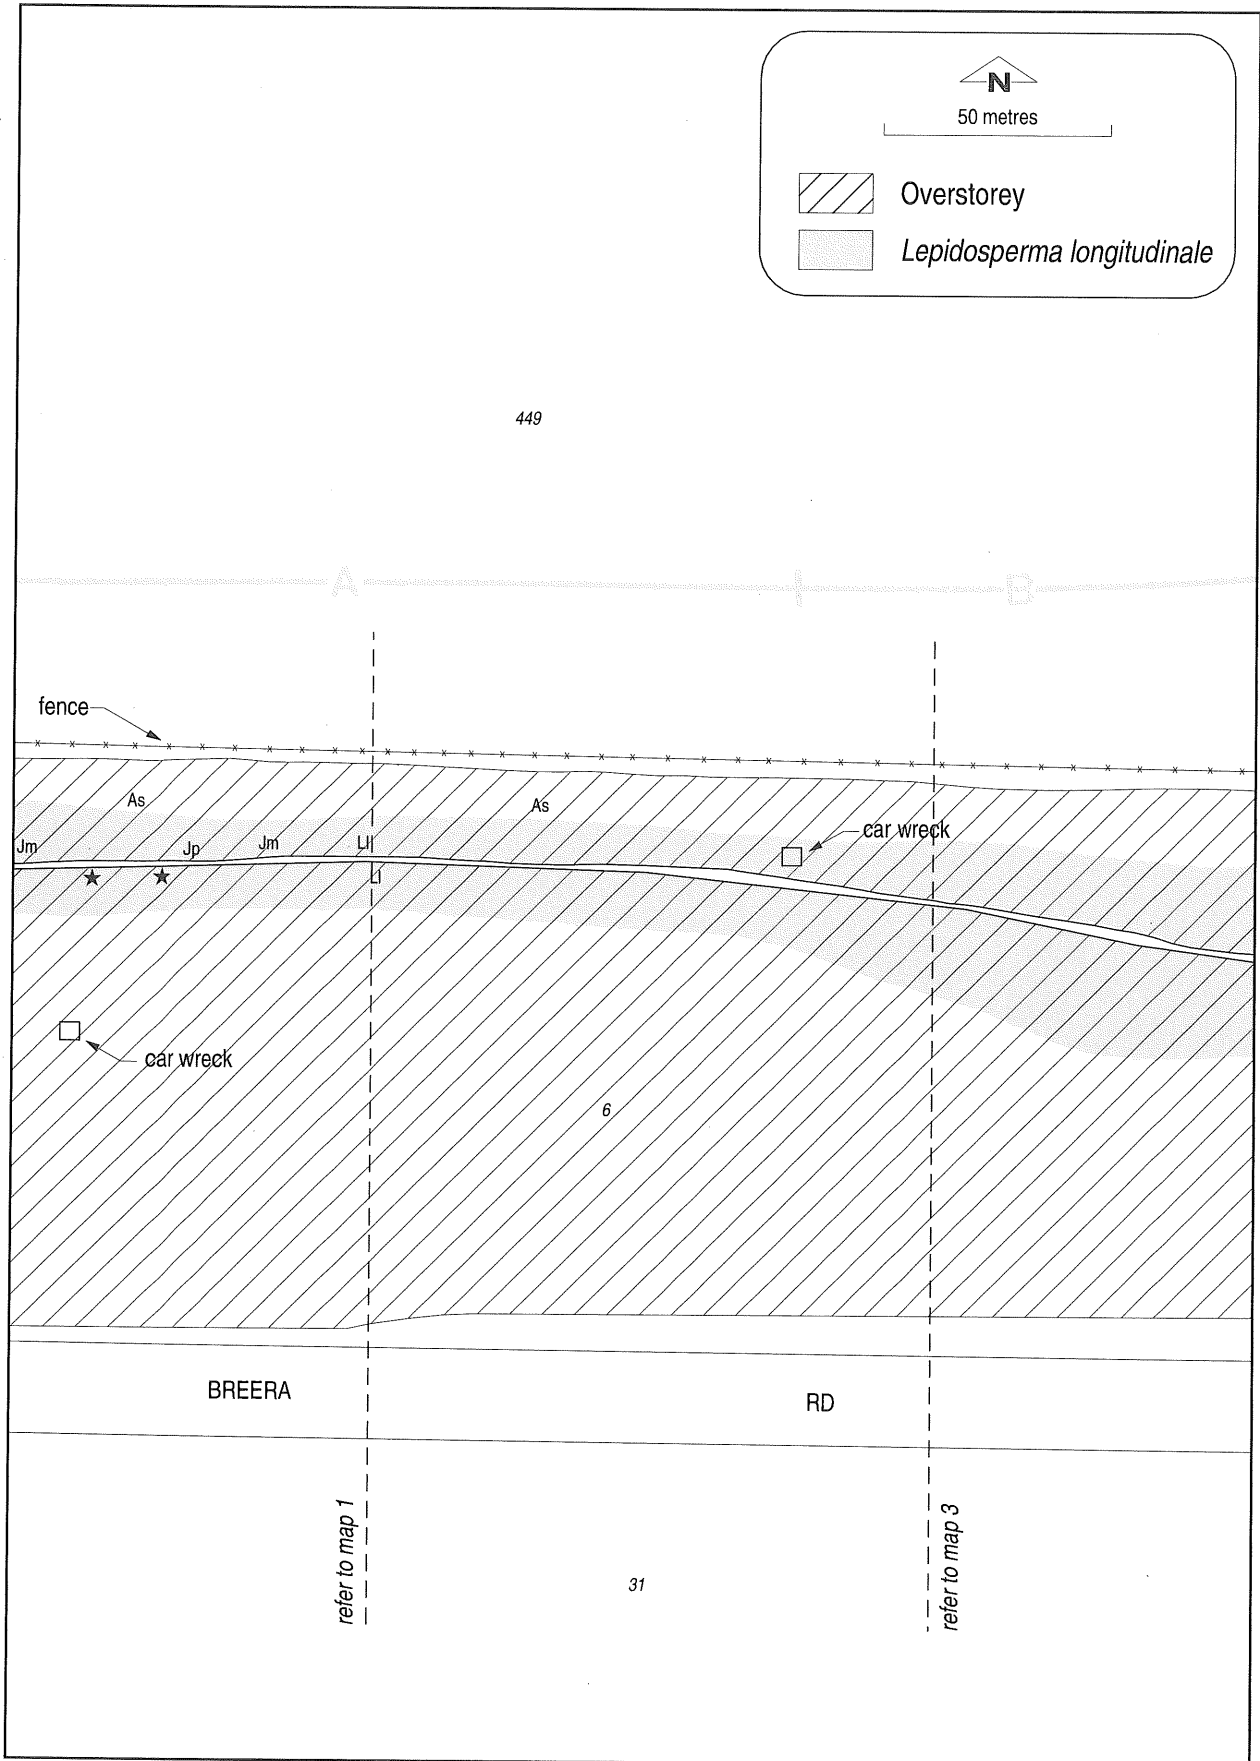 N
50 metres
Overstorey
Lepidosperma longitudinale
449
A
B
fence
As
As
car wreck
Jm
Jp
Jm
Ll
Ll
car wreck
6
BREERA RD
refer to map 1
refer to map 3
31